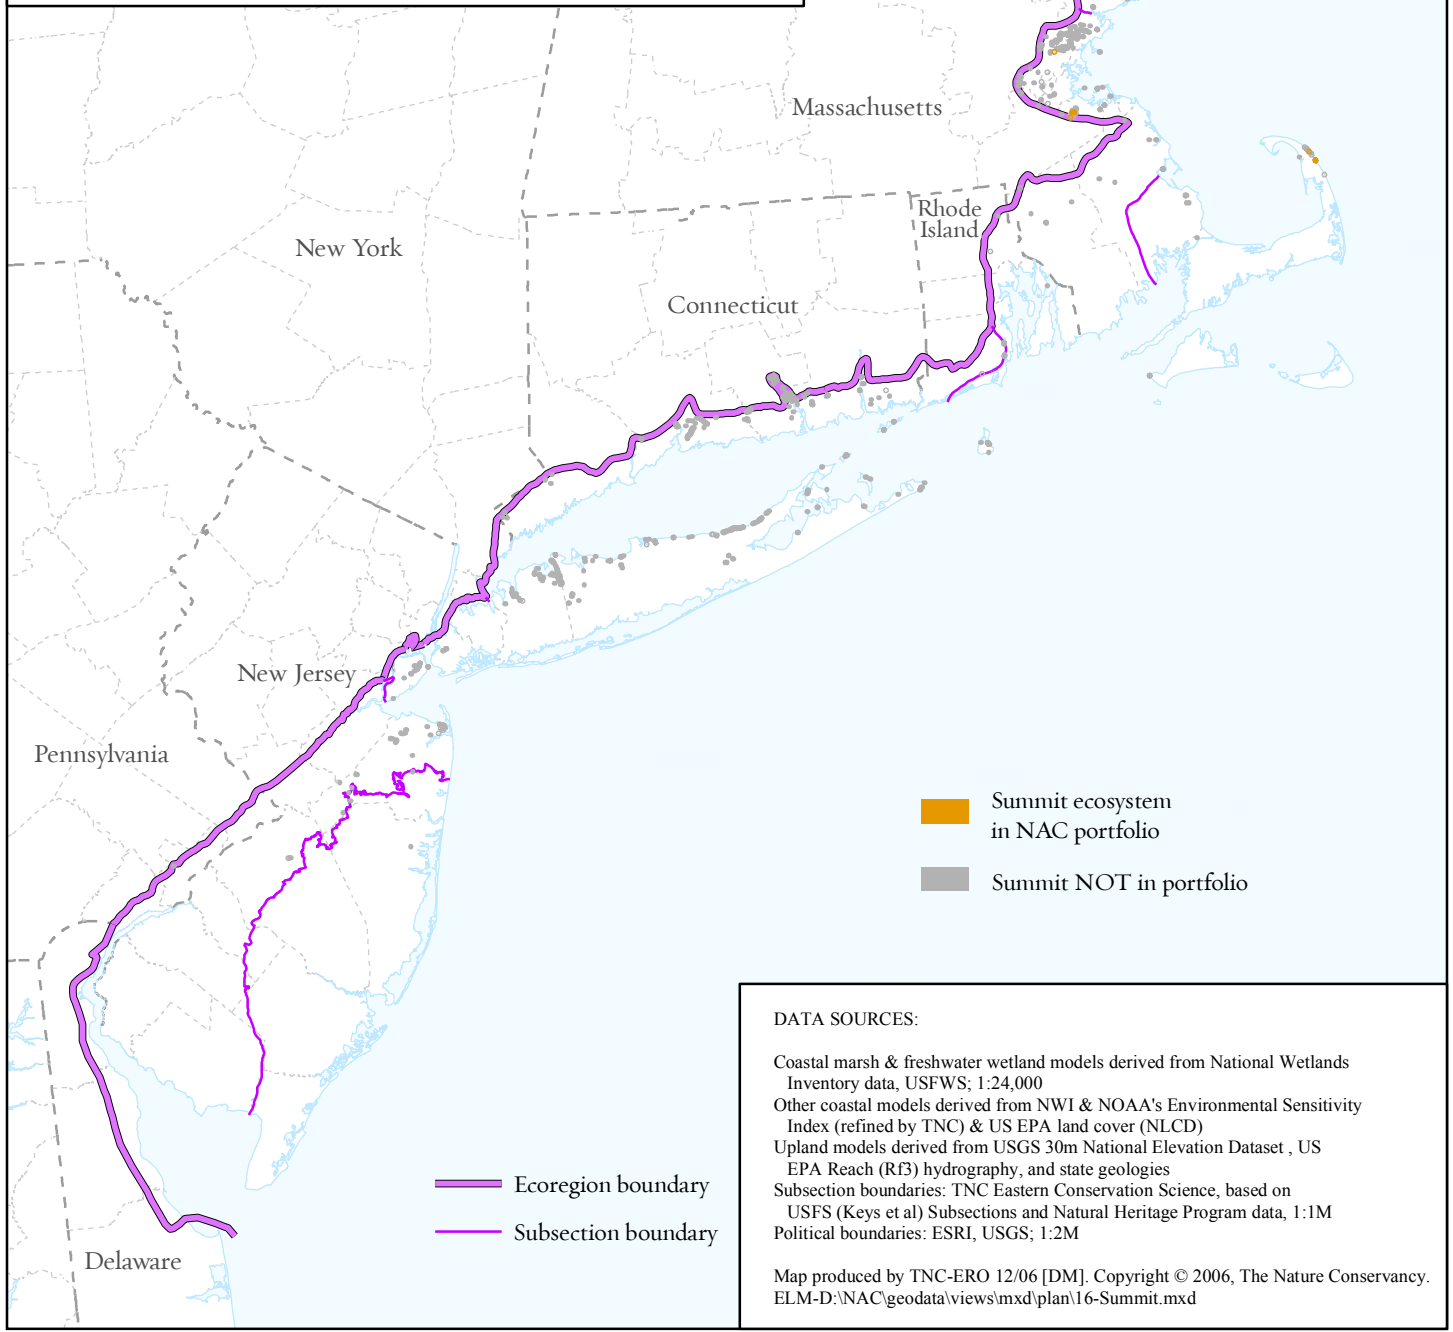 Massachusetts
Rhode
Island
New York
Connecticut
New Jersey
Pennsylvania
Summit ecosystem
in NAC portfolio
Summit NOT in portfolio
Ecoregion boundary
Subsection boundary
Delaware
DATA SOURCES:
Coastal marsh & freshwater wetland models derived from National Wetlands
Inventory data, USFWS; 1:24,000
Other coastal models derived from NWI & NOAA's Environmental Sensitivity
Index (refined by TNC) & US EPA land cover (NLCD)
Upland models derived from USGS 30m National Elevation Dataset , US
EPA Reach (Rf3) hydrography, and state geologies
Subsection boundaries: TNC Eastern Conservation Science, based on
USFS (Keys et al) Subsections and Natural Heritage Program data, 1:1M
Political boundaries: ESRI, USGS; 1:2M
Map produced by TNC-ERO 12/06 [DM]. Copyright © 2006, The Nature Conservancy.
ELM-D:\NAC\geodata\views\mxd\plan\16-Summit.mxd